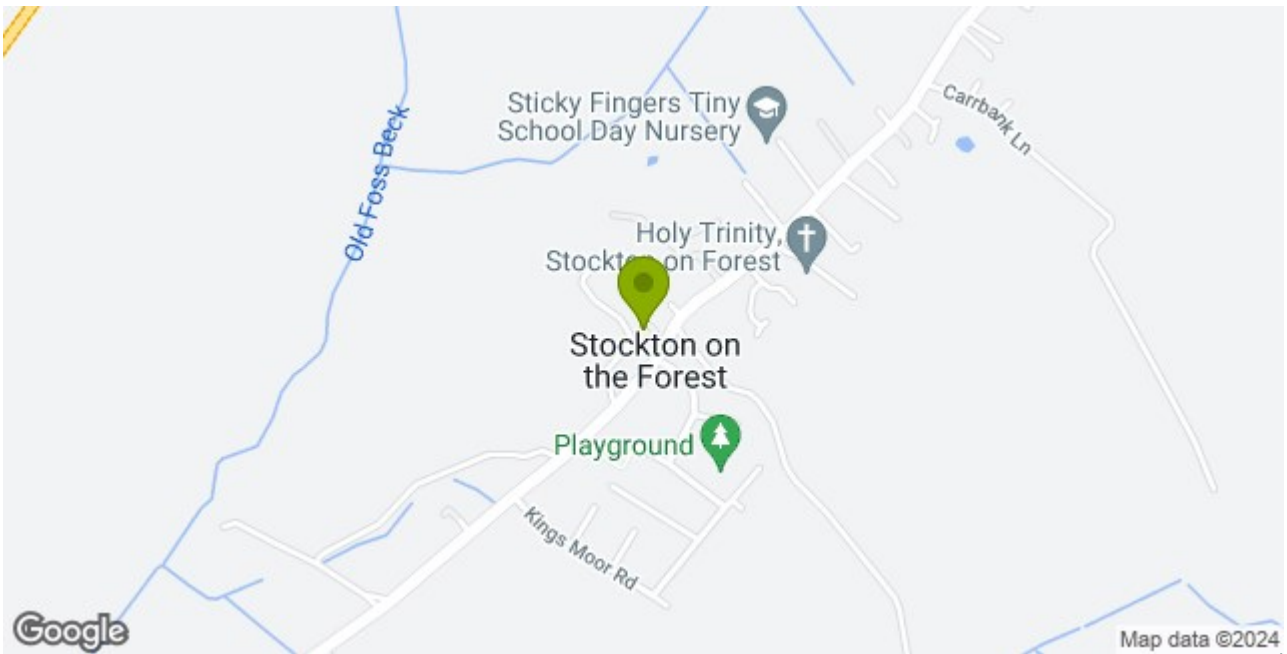 Old Foss Beck
Sticky Fingers Tiny
School Day Nursery
Carrbank Ln
Holy Trinity,
Stockton on Forest
Stockton on
the Forest
Playground
Kings Moor Rd
Google
Map data ©2024